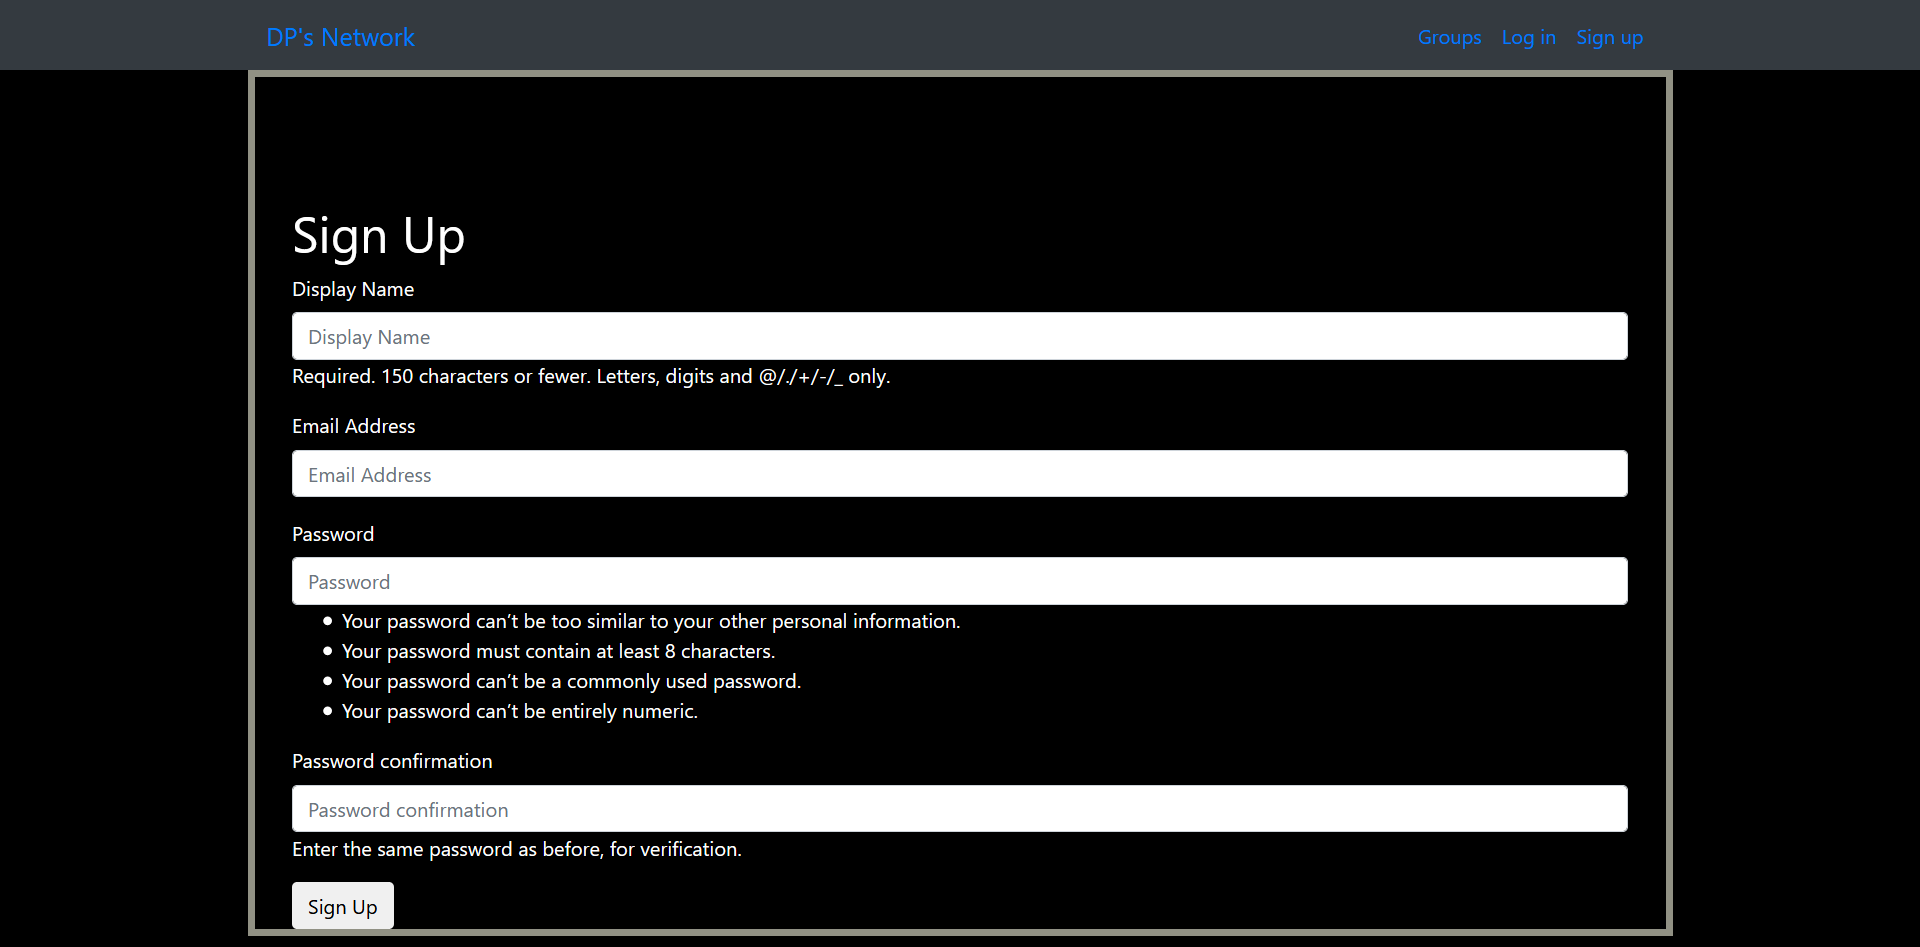 DP's Network
Groups Log in Sign up
Sign Up
Display Name
Display Name
Required. 150 characters or fewer. Letters, digits and @/./+/-/_ only.
Email Address
Email Address
Password
Password
Your password can’t be too similar to your other personal information.
Your password must contain at least 8 characters.
Your password can’t be a commonly used password.
Your password can’t be entirely numeric.
Password confirmation
Password confirmation
Enter the same password as before, for verification.
Sign Up